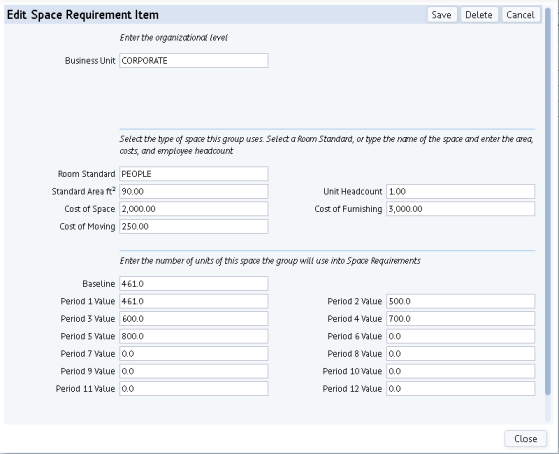 Edit Space Requirement Item Save Delete Cancel
Enter the organizational level
Business Unit CORPORATE
Select the type of space this group uses. Select a Room Standard, or type the name of the space and enter the area,
costs, and employee headcount
Room Standard PEOPLE
Standard Area ft² 90.00 Unit Headcount 1.00
Cost of Space 2,000.00 Cost of Furnishing 3,000.00
Cost of Moving 250.00
Enter the number of units of this space the group will use into Space Requirements
Baseline 461.0
Period 1 Value 461.0 Period 2 Value 500.0
Period 3 Value 600.0 Period 4 Value 700.0
Period 5 Value 800.0 Period 6 Value 0.0
Period 7 Value 0.0 Period 8 Value 0.0
Period 9 Value 0.0 Period 10 Value 0.0
Period 11 Value 0.0 Period 12 Value 0.0
Close